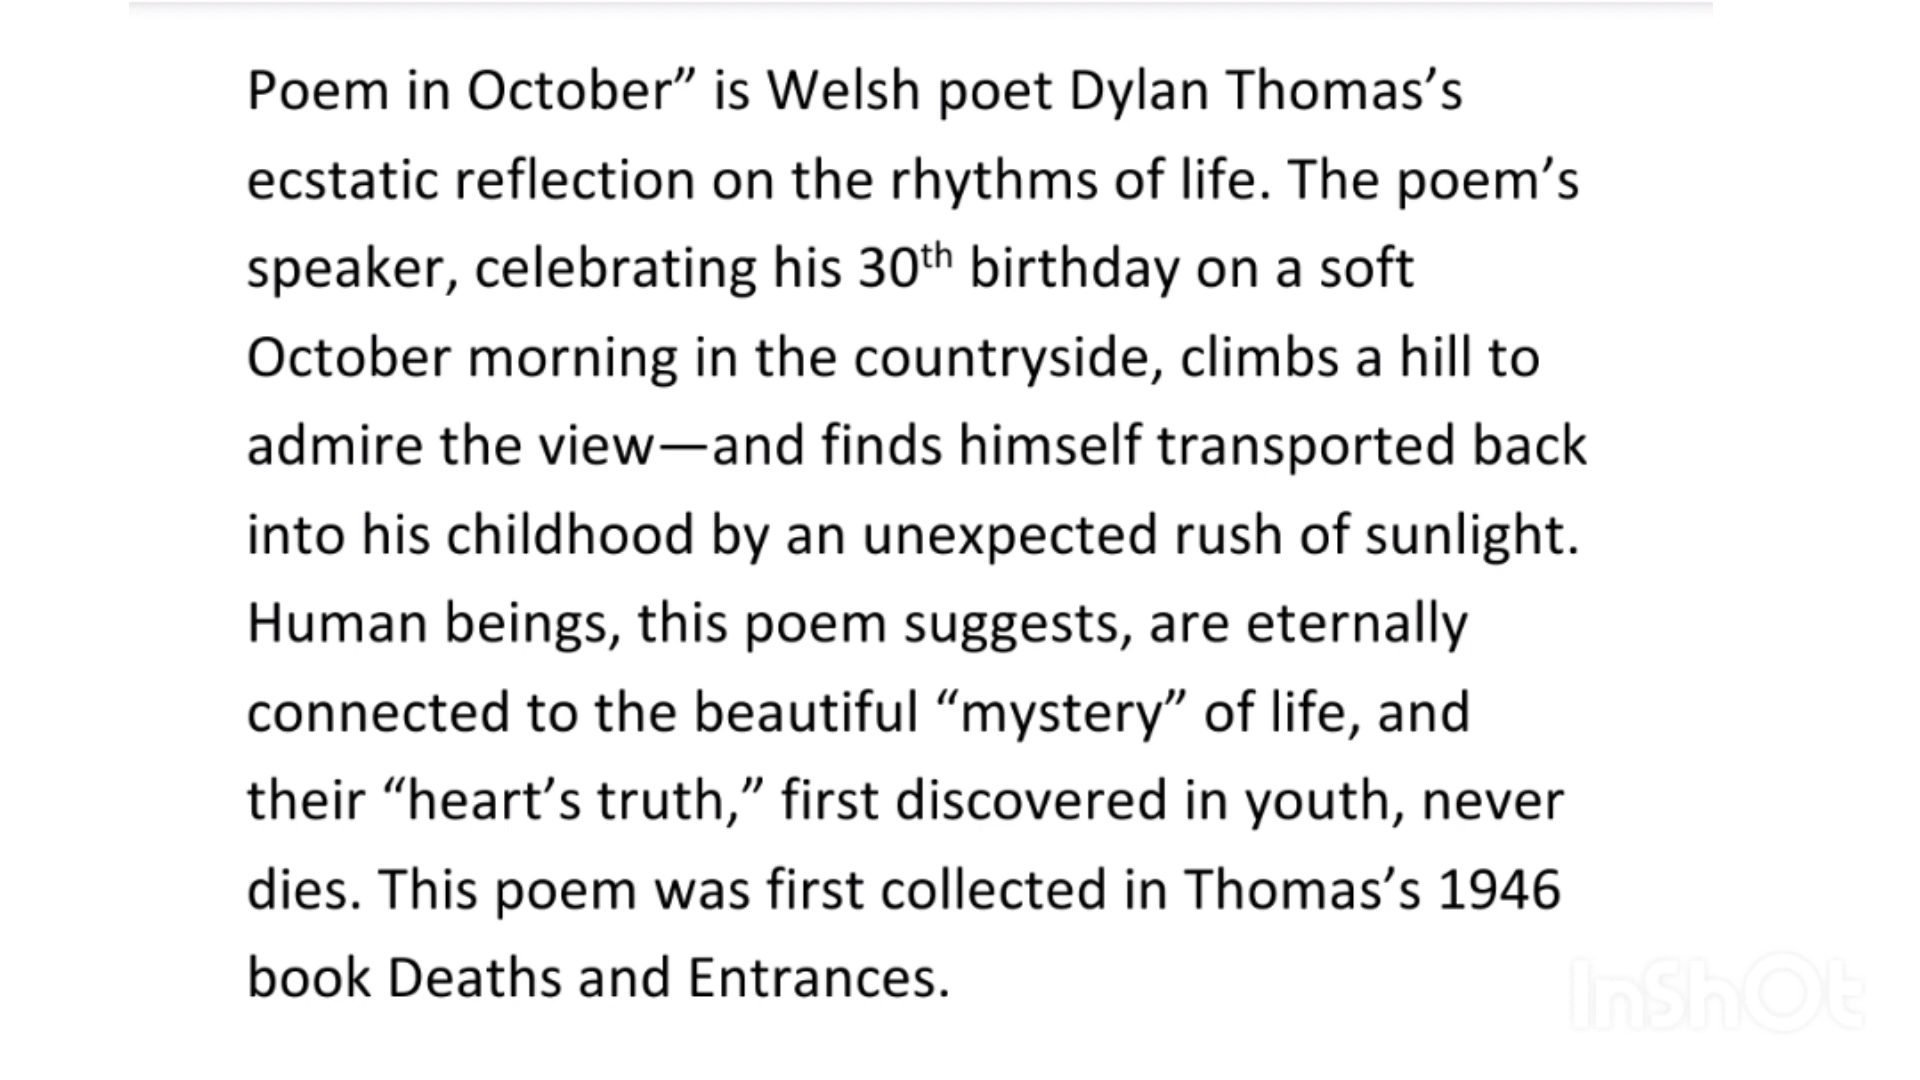 Poem in October” is Welsh poet Dylan Thomas’s
ecstatic reflection on the rhythms of life. The poem’s
speaker, celebrating his 30th birthday on a soft
October morning in the countryside, climbs a hill to
admire the view—and finds himself transported back
into his childhood by an unexpected rush of sunlight.
Human beings, this poem suggests, are eternally
connected to the beautiful “mystery” of life, and
their “heart’s truth,” first discovered in youth, never
dies. This poem was first collected in Thomas’s 1946
book Deaths and Entrances.
InShOt